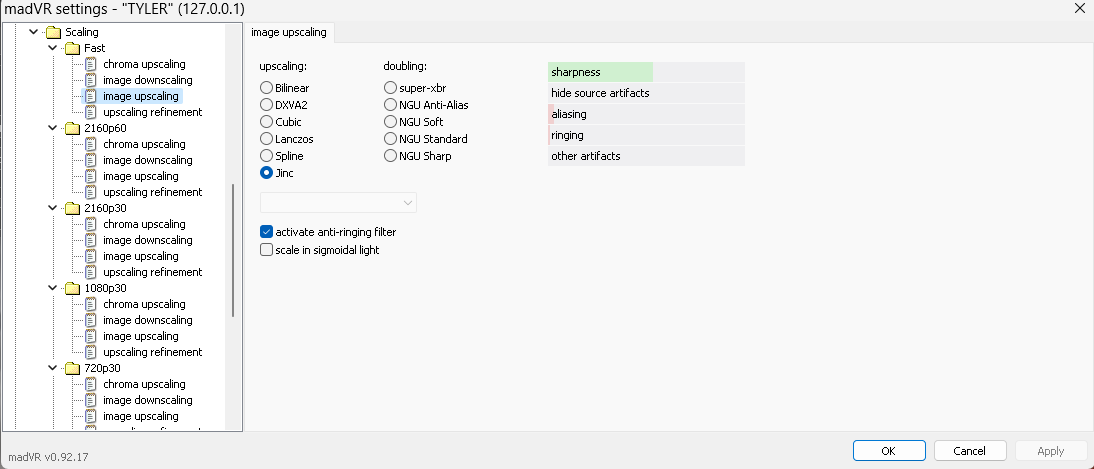 madVR settings - "TYLER" (127.0.0.1)
Scaling
Fast
chroma upscaling
image downscaling
image upscaling
upscaling refinement
2160p60
chroma upscaling
image downscaling
image upscaling
upscaling refinement
2160p30
chroma upscaling
image downscaling
image upscaling
upscaling refinement
1080p30
chroma upscaling
image downscaling
image upscaling
upscaling refinement
720p30
chroma upscaling
image downscaling
image upscaling
upscaling refinement
image upscaling
upscaling:
Bilinear
DXVA2
Cubic
Lanczos
Spline
Jinc
activate anti-ringing filter
scale in sigmoidal light
doubling:
super-xbr
NGU Anti-Alias
NGU Soft
NGU Standard
NGU Sharp
sharpness
hide source artifacts
aliasing
ringing
other artifacts
madVR v0.92.17
OK
Cancel
Apply